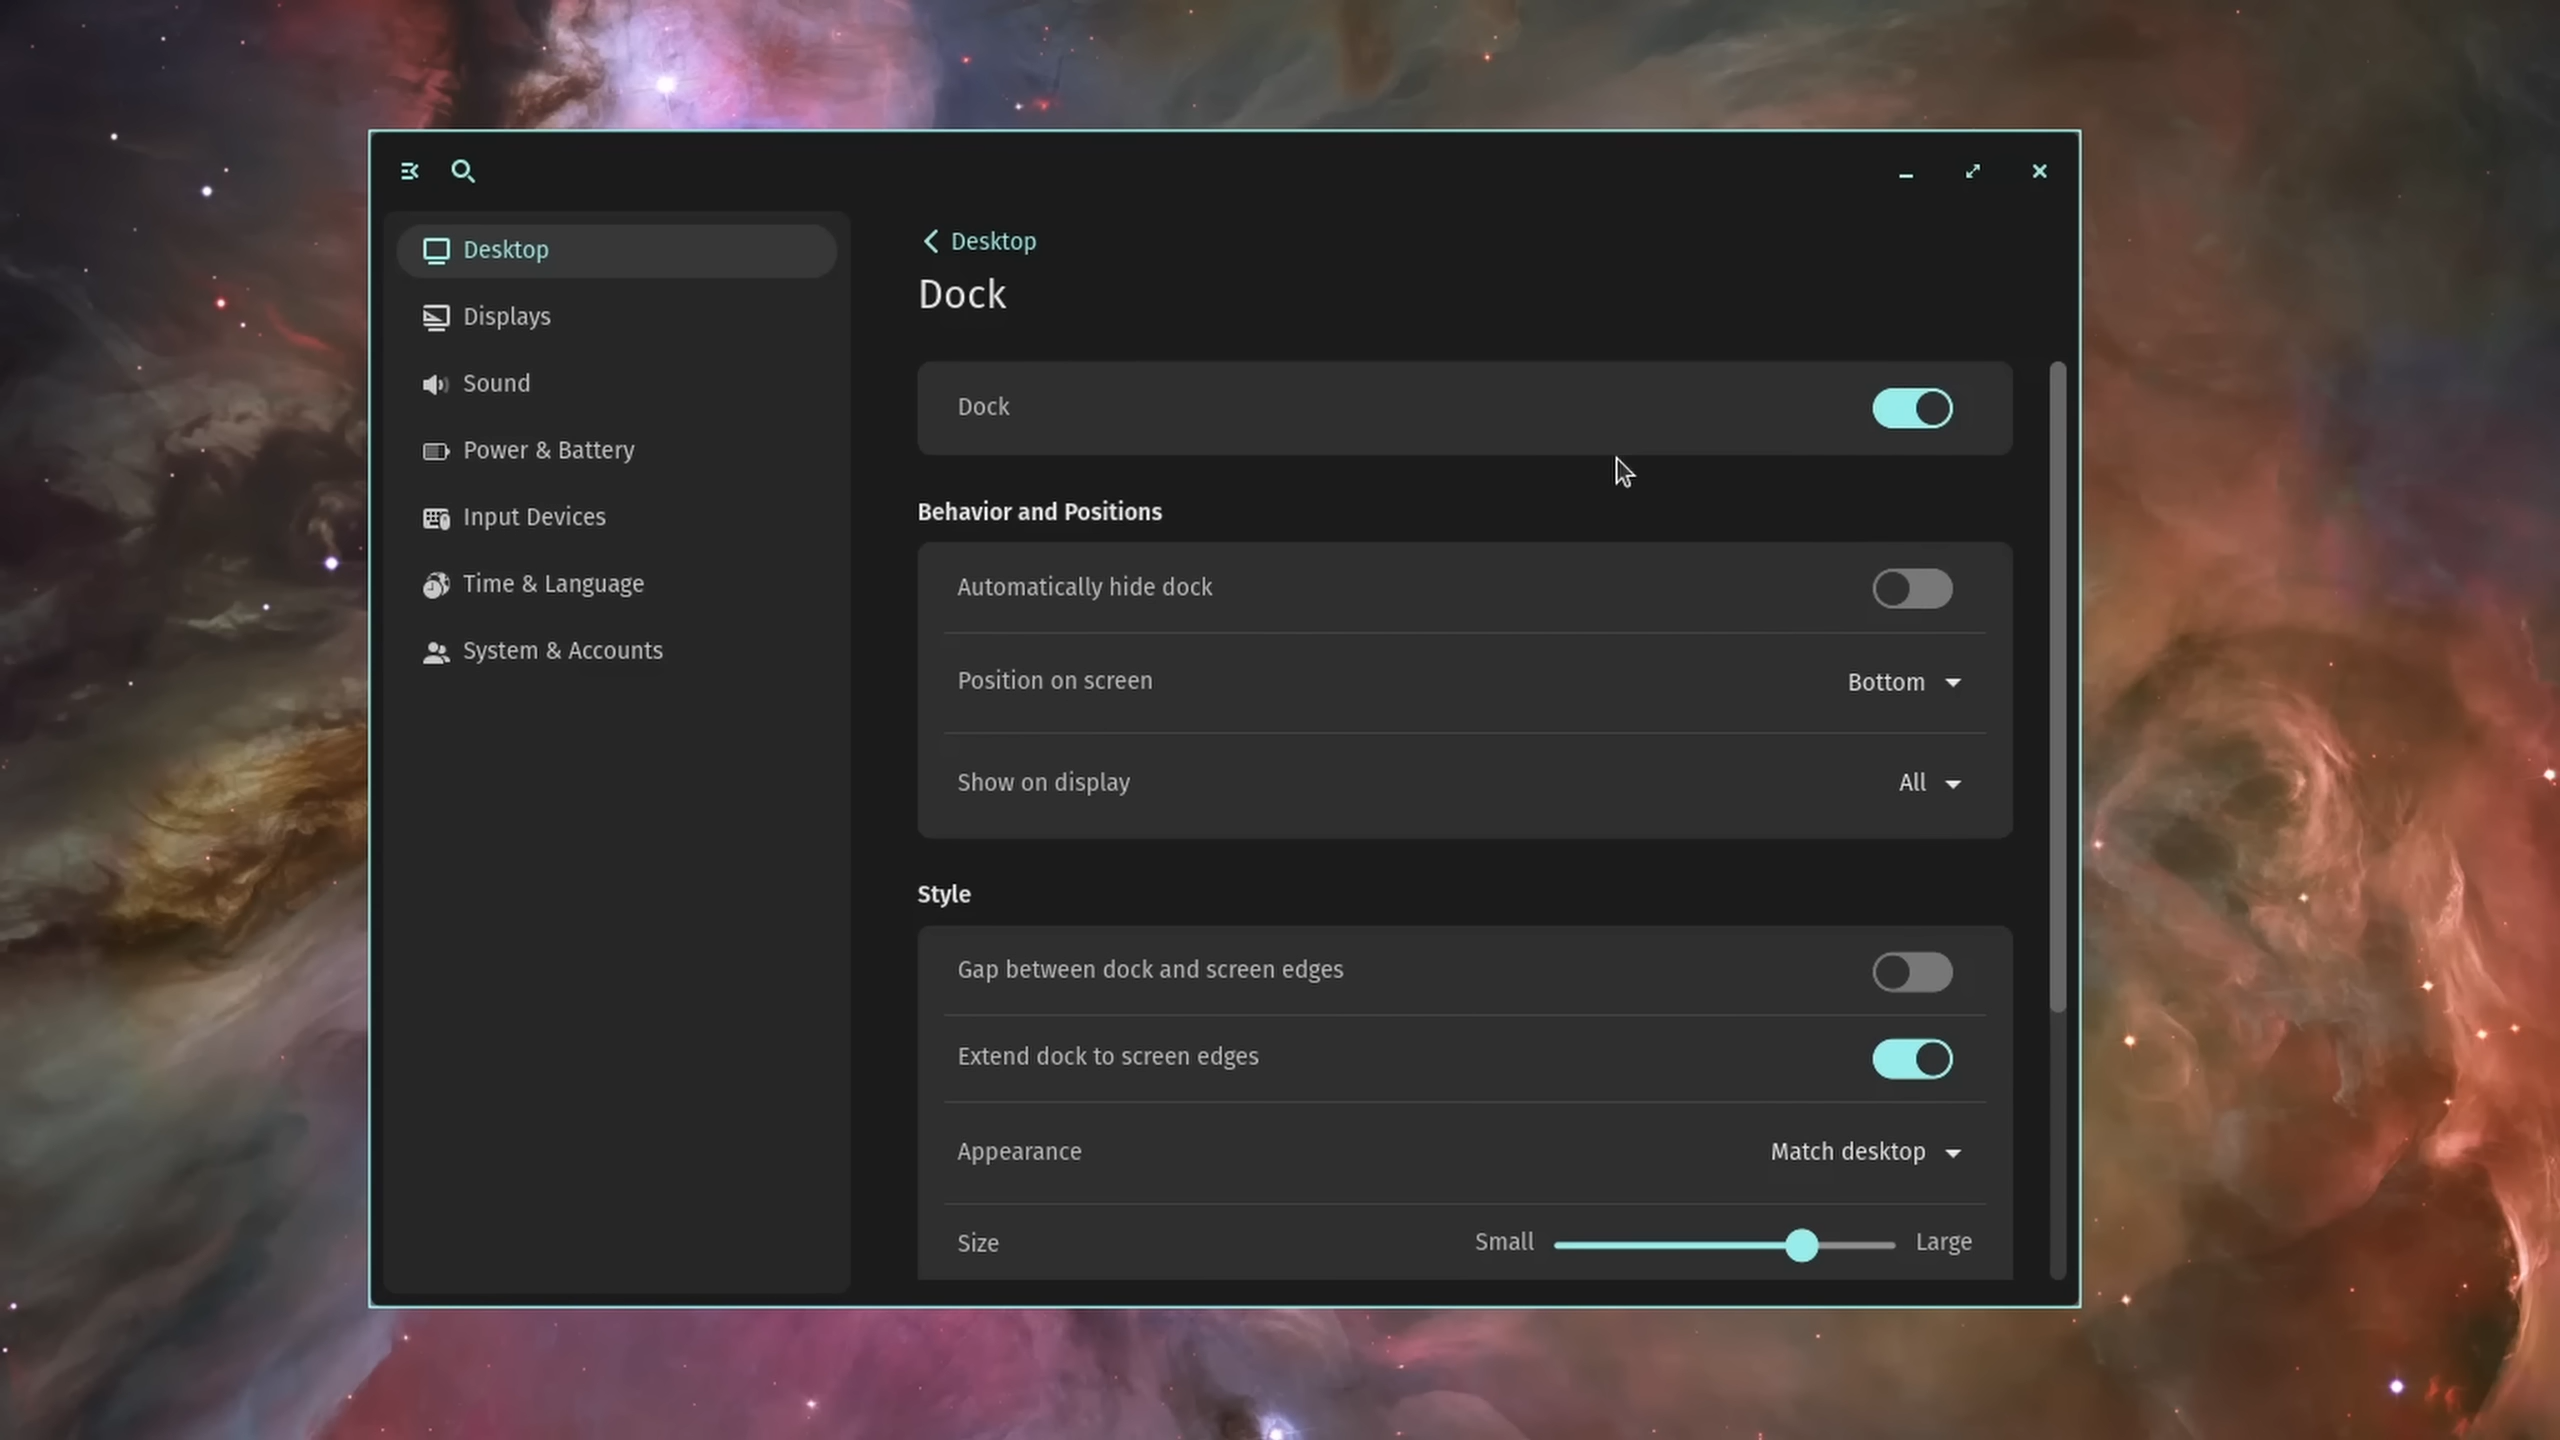 Desktop
Displays
Sound
Power & Battery
Input Devices
Time & Language
System & Accounts
Desktop
Dock
Dock
Behavior and Positions
Automatically hide dock
Position on screen Bottom
Show on display All
Style
Gap between dock and screen edges
Extend dock to screen edges
Appearance Match desktop
Size Small Large